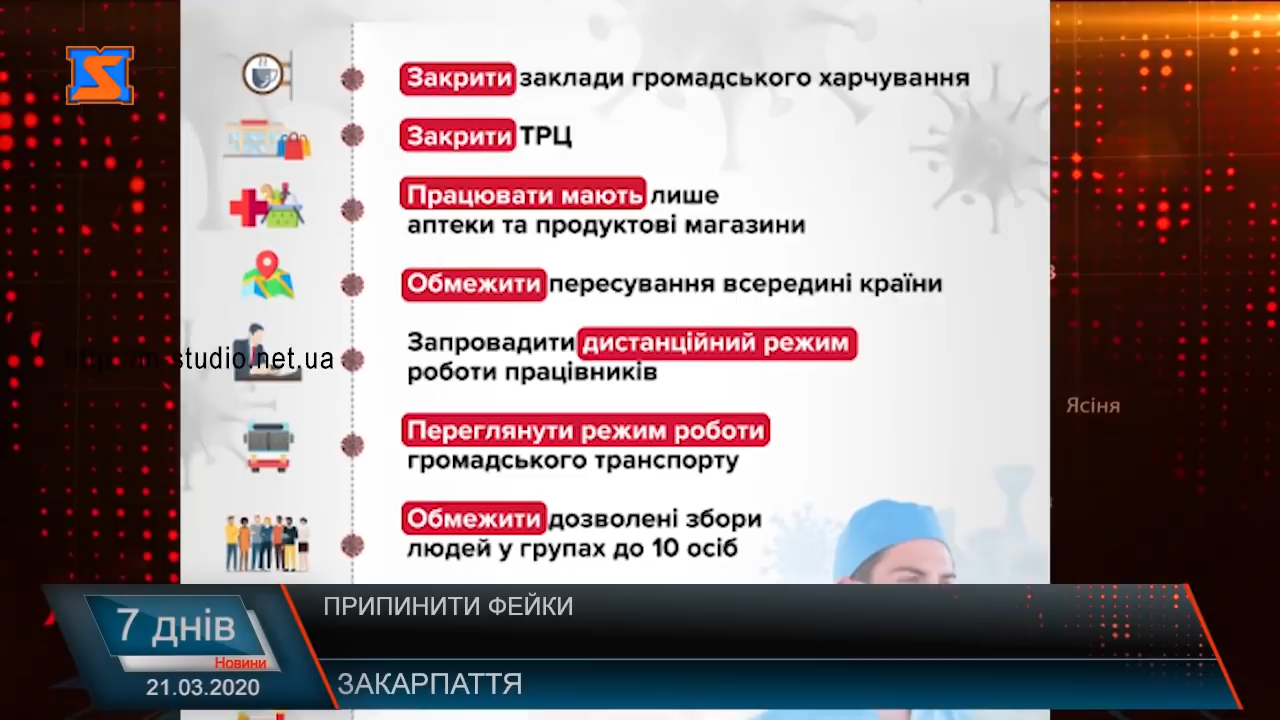 Закрити заклади громадського харчування
Закрити ТРЦ
Працювати мають лише
аптеки та продуктові магазини
Обмежити пересування всередині країни
Запровадити дистанційний режим
роботи працівників
Переглянути режим роботи
громадського транспорту
Обмежити дозволені збори
людей у групах до 10 осіб
http://m-studio.net.ua
Ясіня
7 днів
Новини
21.03.2020
ПРИПИНИТИ ФЕЙКИ
ЗАКАРПАТТЯ